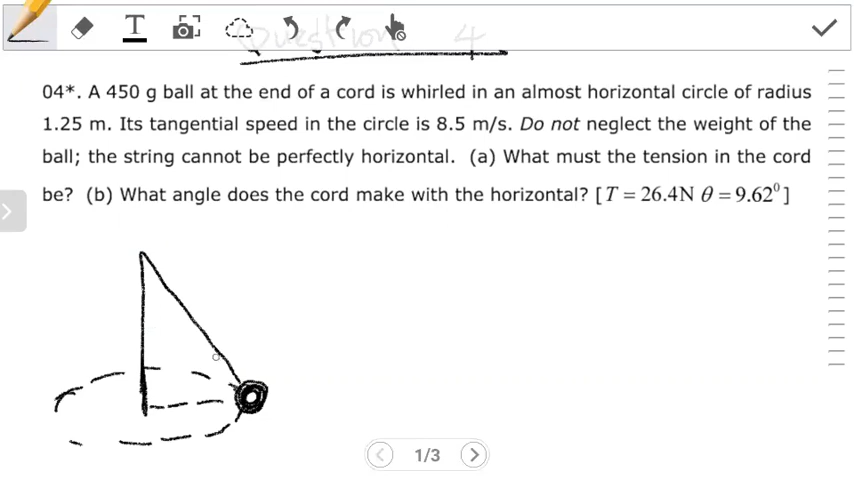 T
Question 4
04*. A 450 g ball at the end of a cord is whirled in an almost horizontal circle of radius
1.25 m. Its tangential speed in the circle is 8.5 m/s. Do not neglect the weight of the
ball; the string cannot be perfectly horizontal. (a) What must the tension in the cord
be? (b) What angle does the cord make with the horizontal? [T = 26.4N θ = 9.62⁰]
1/3